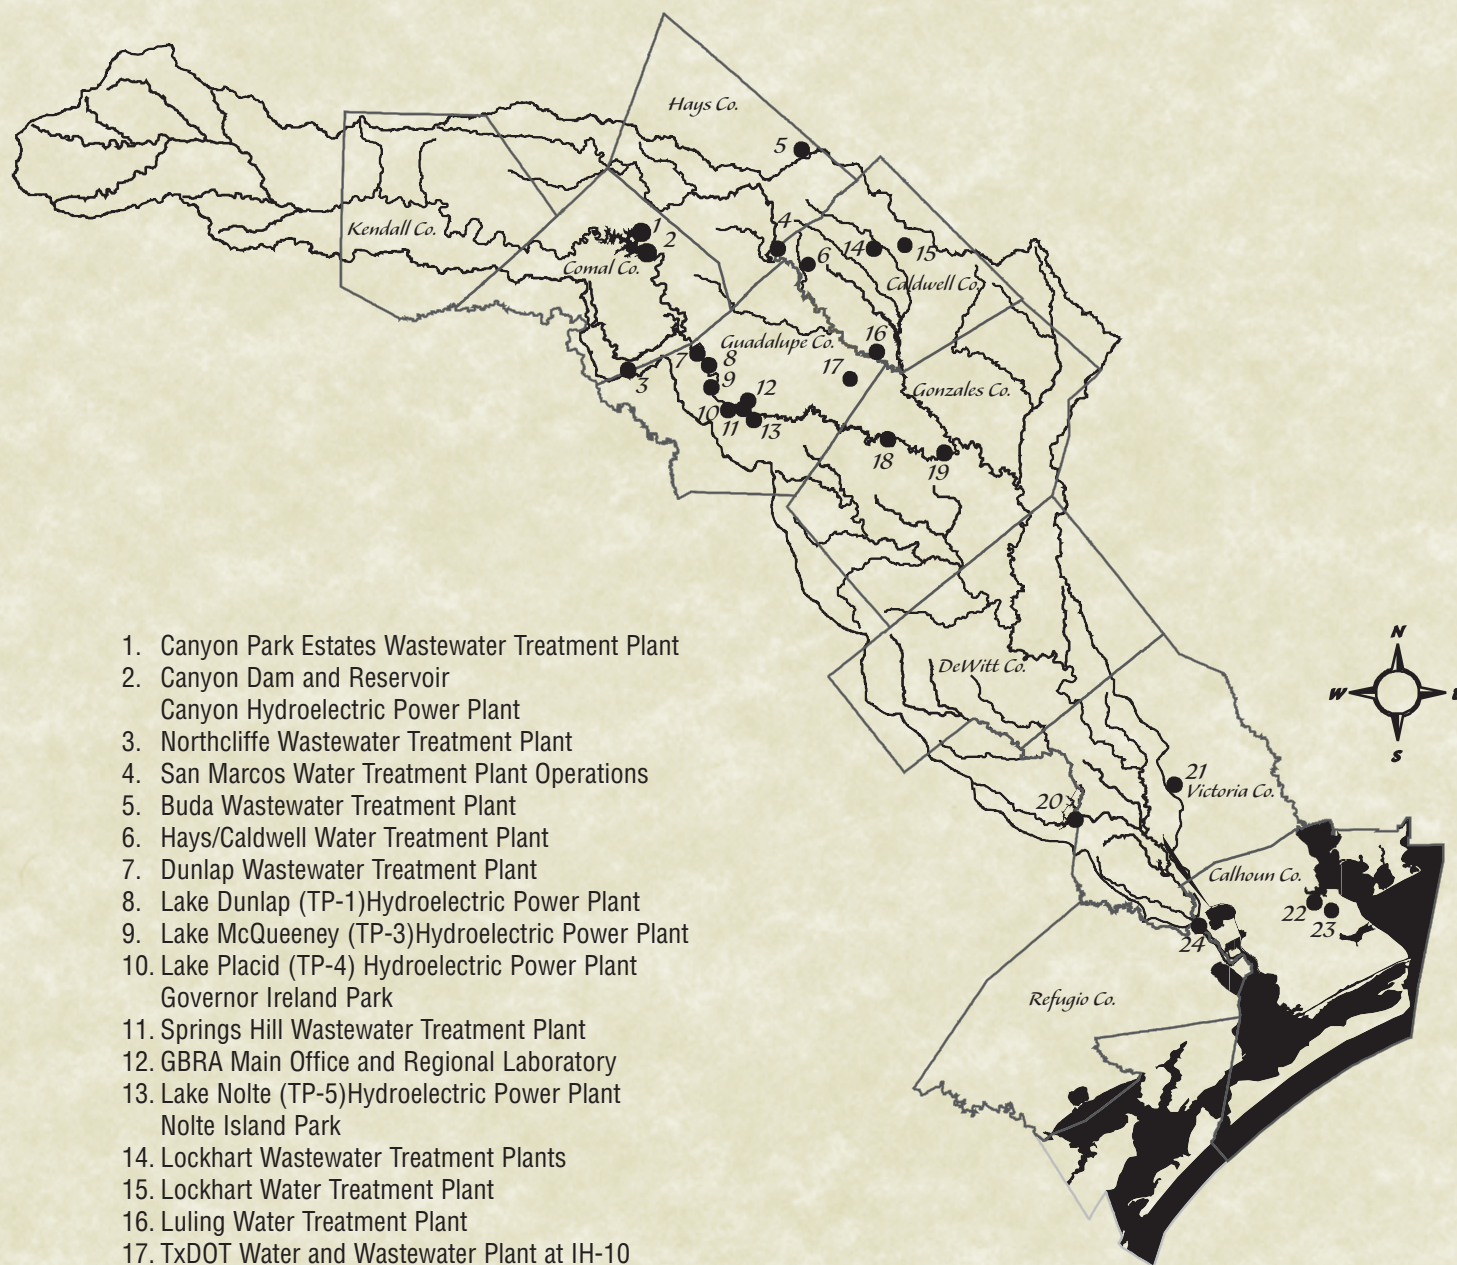 Hays Co.
5
Kendall Co.
1
2
Comal Co.
4
6
14
15
Caldwell Co.
16
Guadalupe Co.
7
8
17
3
9
12
Gonzales Co.
10
11
13
18
19
1. Canyon Park Estates Wastewater Treatment Plant
2. Canyon Dam and Reservoir
Canyon Hydroelectric Power Plant
3. Northcliffe Wastewater Treatment Plant
4. San Marcos Water Treatment Plant Operations
5. Buda Wastewater Treatment Plant
6. Hays/Caldwell Water Treatment Plant
7. Dunlap Wastewater Treatment Plant
8. Lake Dunlap (TP-1)Hydroelectric Power Plant
9. Lake McQueeney (TP-3)Hydroelectric Power Plant
10. Lake Placid (TP-4) Hydroelectric Power Plant
Governor Ireland Park
11. Springs Hill Wastewater Treatment Plant
12. GBRA Main Office and Regional Laboratory
13. Lake Nolte (TP-5)Hydroelectric Power Plant
Nolte Island Park
14. Lockhart Wastewater Treatment Plants
15. Lockhart Water Treatment Plant
16. Luling Water Treatment Plant
17. TxDOT Water and Wastewater Plant at IH-10
DeWitt Co.
N
W
S
20
21
Victoria Co.
Calhoun Co.
22
23
24
Refugio Co.